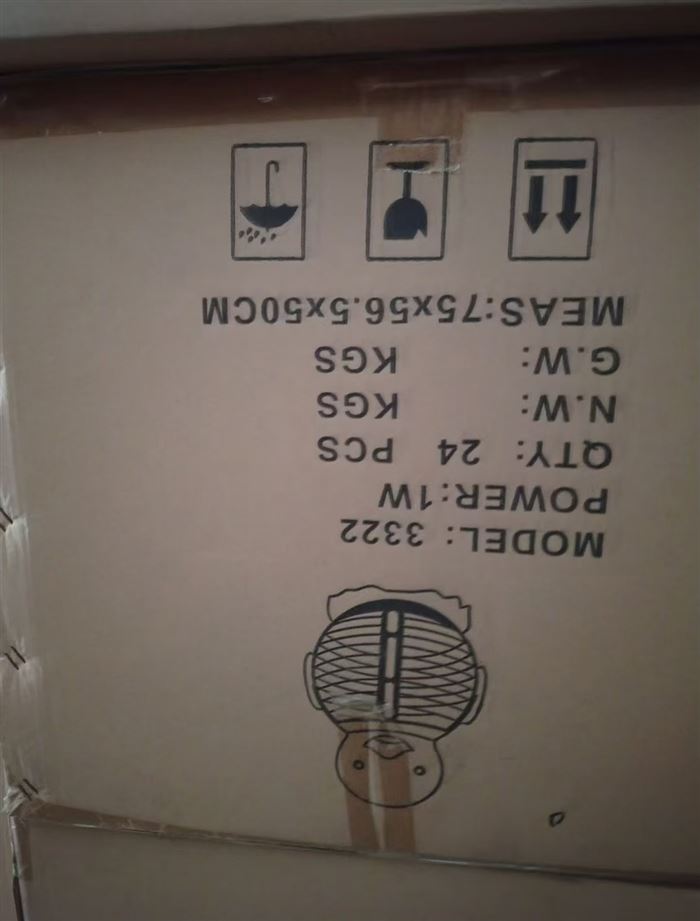 MODEL: 3322
POWER:1W
QTY: 24 PCS
N.W: KGS
G.W: KGS
MEAS:75x56.5x50CM